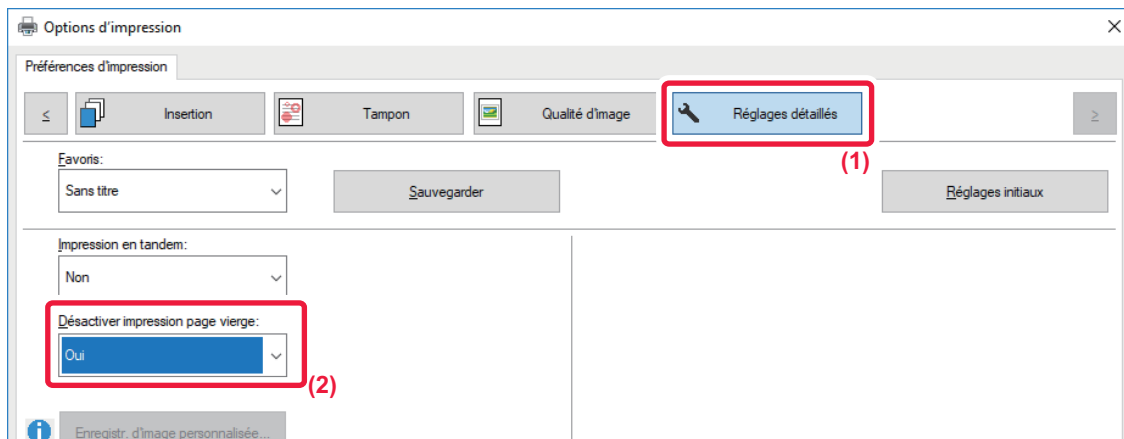 Options d'impression
Préférences d'impression
< Insertion Tampon Qualité d'image Réglages détaillés >
(1)
Favoris:
Sans titre Sauvegarder Réglages initiaux
Impression en tandem:
Non
Désactiver impression page vierge:
Oui
(2)
Enregistr. d'image personnalisée...